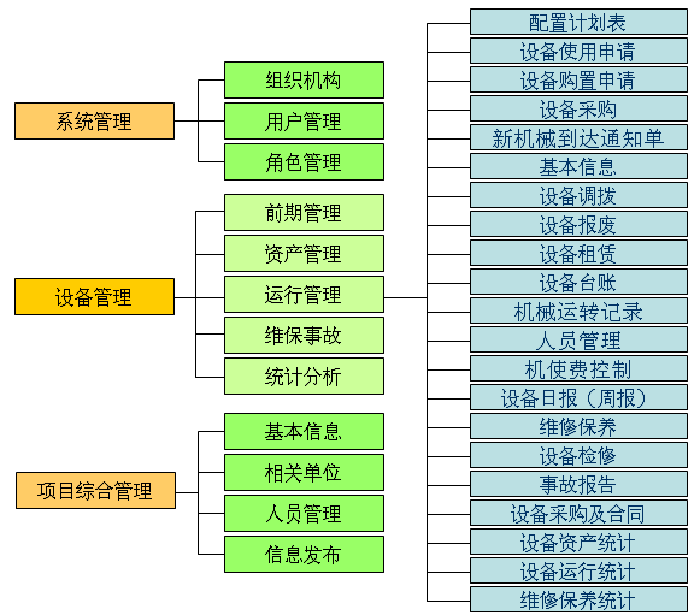 系统管理
组织机构
用户管理
角色管理
设备管理
前期管理
资产管理
运行管理
维保事故
统计分析
项目综合管理
基本信息
相关单位
人员管理
信息发布
配置计划表
设备使用申请
设备购置申请
设备采购
新机械到达通知单
基本信息
设备调拨
设备报废
设备租赁
设备台账
机械运转记录
人员管理
机使费控制
设备日报（周报）
维修保养
设备检修
事故报告
设备采购及合同
设备资产统计
设备运行统计
维修保养统计